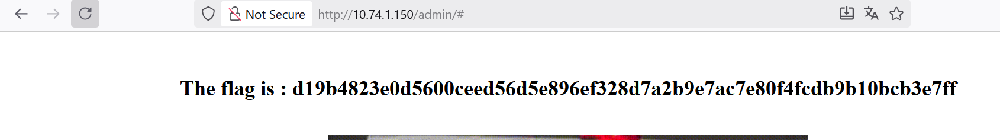 Not Secure http://10.74.1.150/admin/#
The flag is : d19b4823e0d5600ceed56d5e896ef328d7a2b9e7ac7e80f4fcdb9b10bcb3e7ff